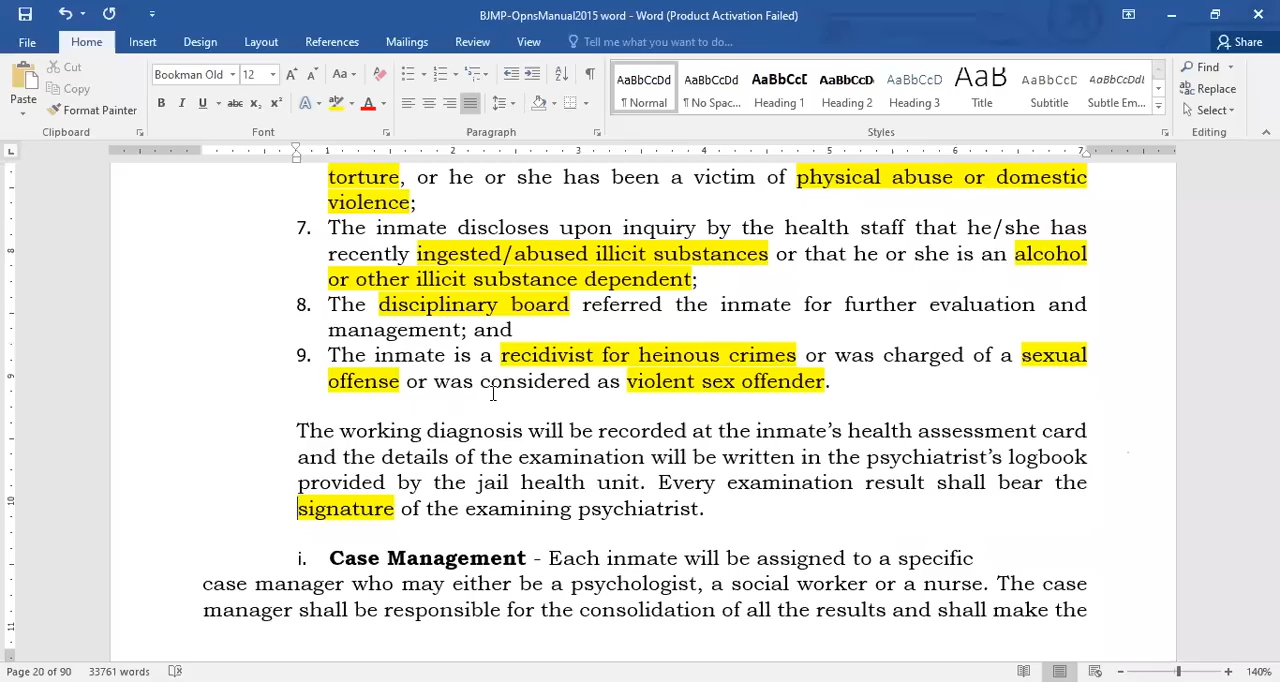 BJMP-OpnsManual2015 word - Word (Product Activation Failed)
File Home Insert Design Layout References Mailings Review View Tell me what you want to do... Share
Paste Cut Copy Format Painter
Bookman Old 12
AaBbCcDd AaBbCcDd AaBbCcI AaBbCcD AaBbCcD AaB AaBbCcD AaBbCcDd
¶ Normal ¶ No Spac... Heading 1 Heading 2 Heading 3 Title Subtitle Subtle Em...
Find Replace Select
Clipboard Font Paragraph Styles Editing
1 2 3 4 5 6 7
torture, or he or she has been a victim of physical abuse or domestic
violence;
7. The inmate discloses upon inquiry by the health staff that he/she has
recently ingested/abused illicit substances or that he or she is an alcohol
or other illicit substance dependent;
8. The disciplinary board referred the inmate for further evaluation and
management; and
9. The inmate is a recidivist for heinous crimes or was charged of a sexual
offense or was considered as violent sex offender.
The working diagnosis will be recorded at the inmate's health assessment card
and the details of the examination will be written in the psychiatrist's logbook
provided by the jail health unit. Every examination result shall bear the
signature of the examining psychiatrist.
i. Case Management - Each inmate will be assigned to a specific
case manager who may either be a psychologist, a social worker or a nurse. The case
manager shall be responsible for the consolidation of all the results and shall make the
Page 20 of 90 33761 words 140%